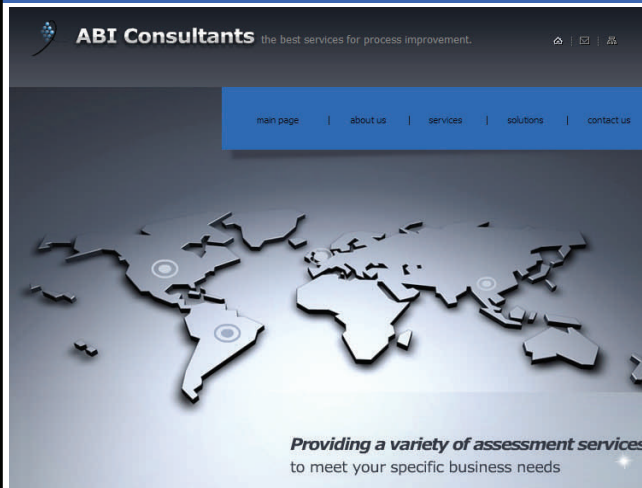 ABI Consultants the best services for process improvement.
main page | about us | services | solutions | contact us
Providing a variety of assessment services
to meet your specific business needs